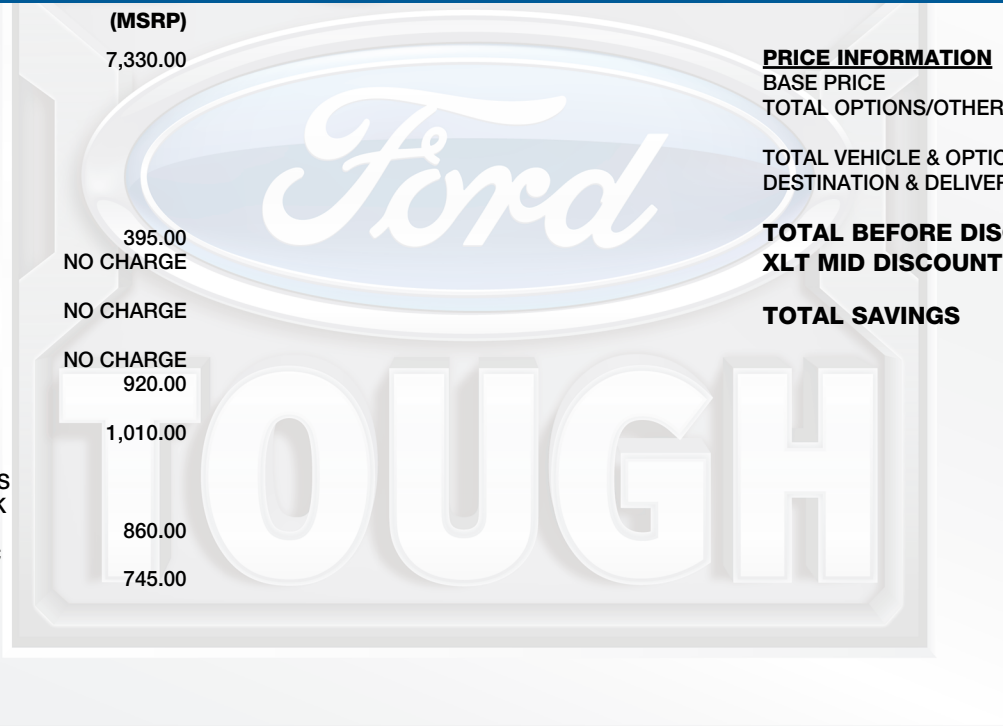 (MSRP)
7,330.00
395.00
NO CHARGE
NO CHARGE
NO CHARGE
920.00
1,010.00
S
K
860.00
745.00
PRICE INFORMATION
BASE PRICE
TOTAL OPTIONS/OTHER
TOTAL VEHICLE & OPTIO
DESTINATION & DELIVER
TOTAL BEFORE DISC
XLT MID DISCOUNT
TOTAL SAVINGS
Ford
TOUGH